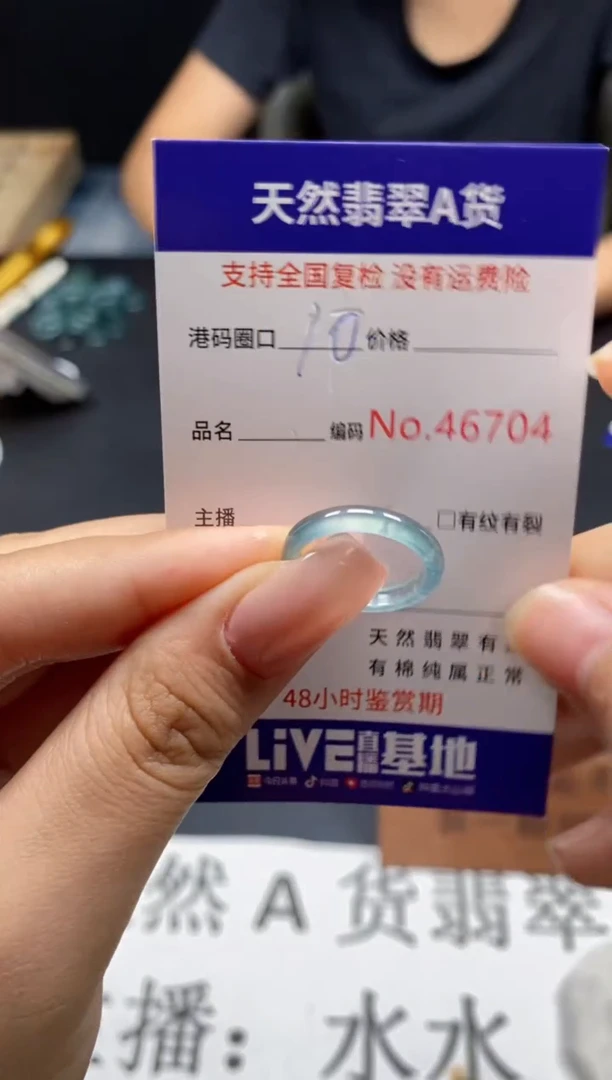 天然翡翠A货
支持全国复检 没有运费险
港码圈口 10 价格
品名 编码 No.46704
主播 □有纹有裂
天然翡翠有
有棉纯属正常
48小时鉴赏期
LiVE直播基地
然A货翡翠
播：水水